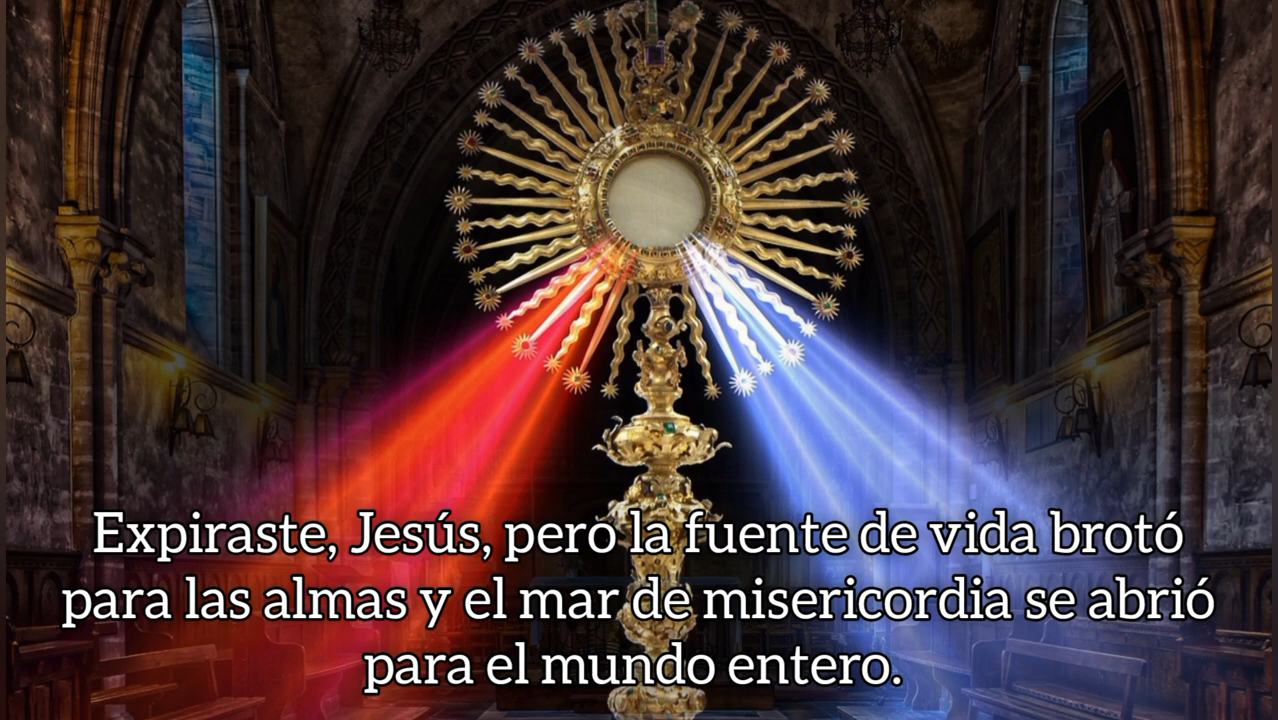 Expiraste, Jesús, pero la fuente de vida brotó
para las almas y el mar de misericordia se abrió
para el mundo entero.